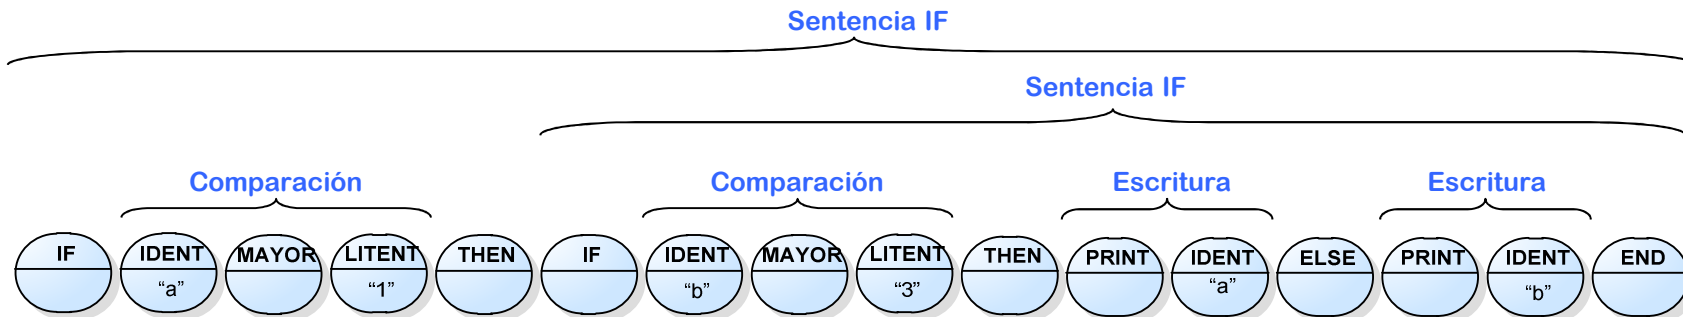 Sentencia IF
Sentencia IF
Comparación Comparación Escritura Escritura
IF IDENT MAYOR LITENT THEN IF IDENT MAYOR LITENT THEN PRINT IDENT ELSE PRINT IDENT END
“a” “1” “b” “3” “a” “b”